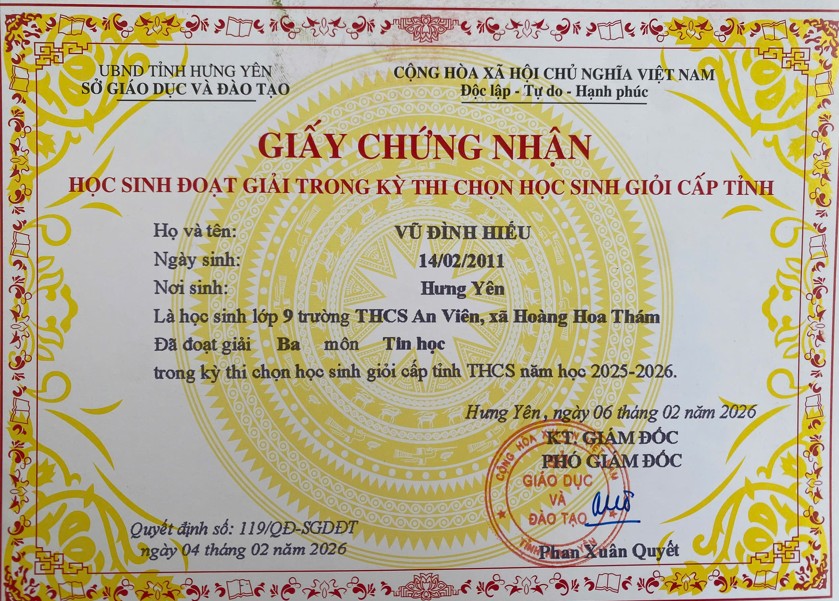 UBND TỈNH HƯNG YÊN
SỞ GIÁO DỤC VÀ ĐÀO TẠO
CỘNG HÒA XÃ HỘI CHỦ NGHĨA VIỆT NAM
Độc lập - Tự do - Hạnh phúc
GIẤY CHỨNG NHẬN
HỌC SINH ĐOẠT GIẢI TRONG KỲ THI CHỌN HỌC SINH GIỎI CẤP TỈNH
Họ và tên: VŨ ĐÌNH HIẾU
Ngày sinh: 14/02/2011
Nơi sinh: Hưng Yên
Là học sinh lớp 9 trường THCS An Viên, xã Hoàng Hoa Thám
Đã đoạt giải Ba môn Tin học
trong kỳ thi chọn học sinh giỏi cấp tỉnh THCS năm học 2025-2026.
Hưng Yên, ngày 06 tháng 02 năm 2026
KT. GIÁM ĐỐC
PHÓ GIÁM ĐỐC
GIÁO DỤC
VÀ
ĐÀO TẠO
Phan Xuân Quyết
Quyết định số: 119/QĐ-SGDĐT
ngày 04 tháng 02 năm 2026